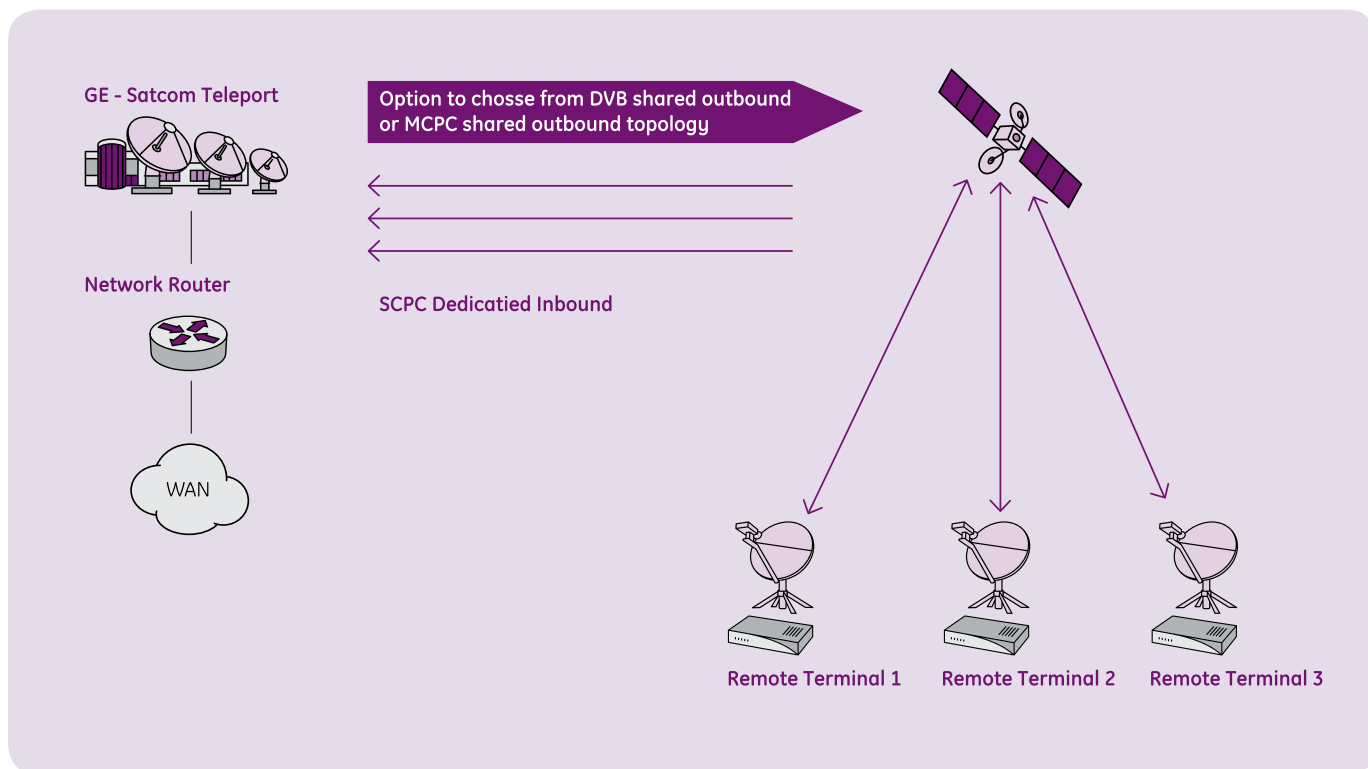 GE - Satcom Teleport
Option to chosse from DVB shared outbound
or MCPC shared outbound topology
Network Router
SCPC Dedicatied Inbound
WAN
Remote Terminal 1
Remote Terminal 2
Remote Terminal 3